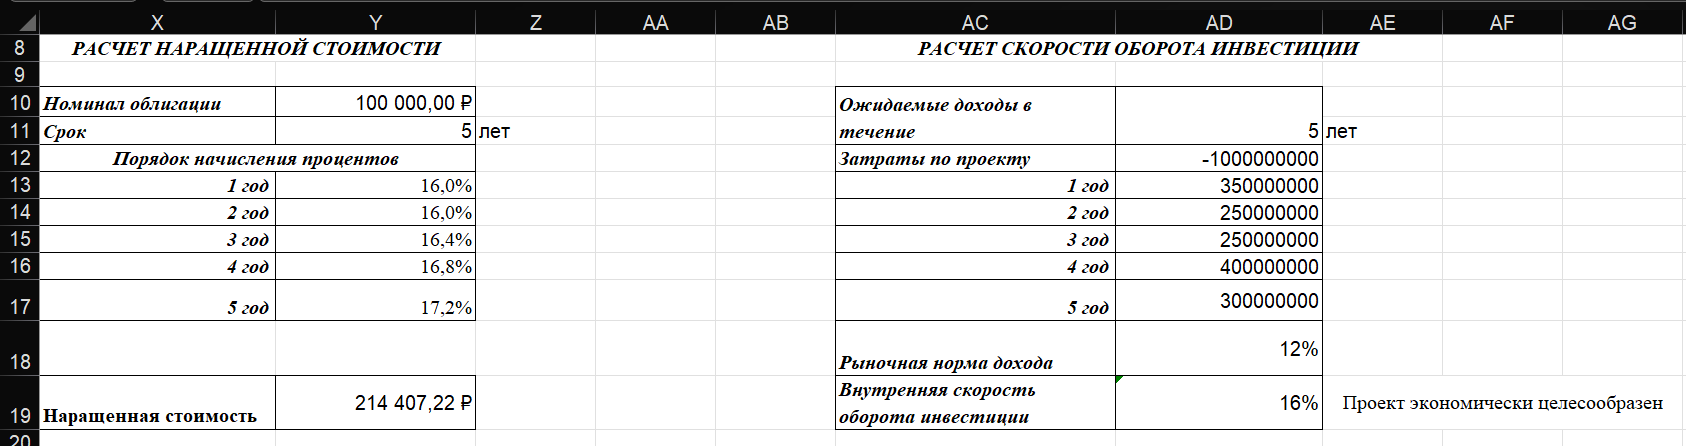 X Y Z AA AB AC AD AE AF AG
8 РАСЧЕТ НАРАЩЕННОЙ СТОИМОСТИ РАСЧЕТ СКОРОСТИ ОБОРОТА ИНВЕСТИЦИИ
9
10 Номинал облигации 100 000,00 ₽ Ожидаемые доходы в
11 Срок 5 лет течение 5 лет
12 Порядок начисления процентов Затраты по проекту -1000000000
13 1 год 16,0% 1 год 350000000
14 2 год 16,0% 2 год 250000000
15 3 год 16,4% 3 год 250000000
16 4 год 16,8% 4 год 400000000
17 5 год 17,2% 5 год 300000000
18 Рыночная норма дохода 12%
Внутренняя скорость
19 Наращенная стоимость 214 407,22 ₽ оборота инвестиции 16% Проект экономически целесообразен
20